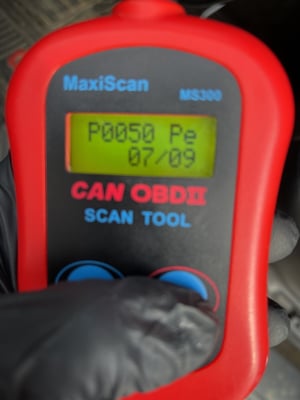 MaxiScan
MS300
P0050 Pe
07/09
CAN OBDII
SCAN TOOL